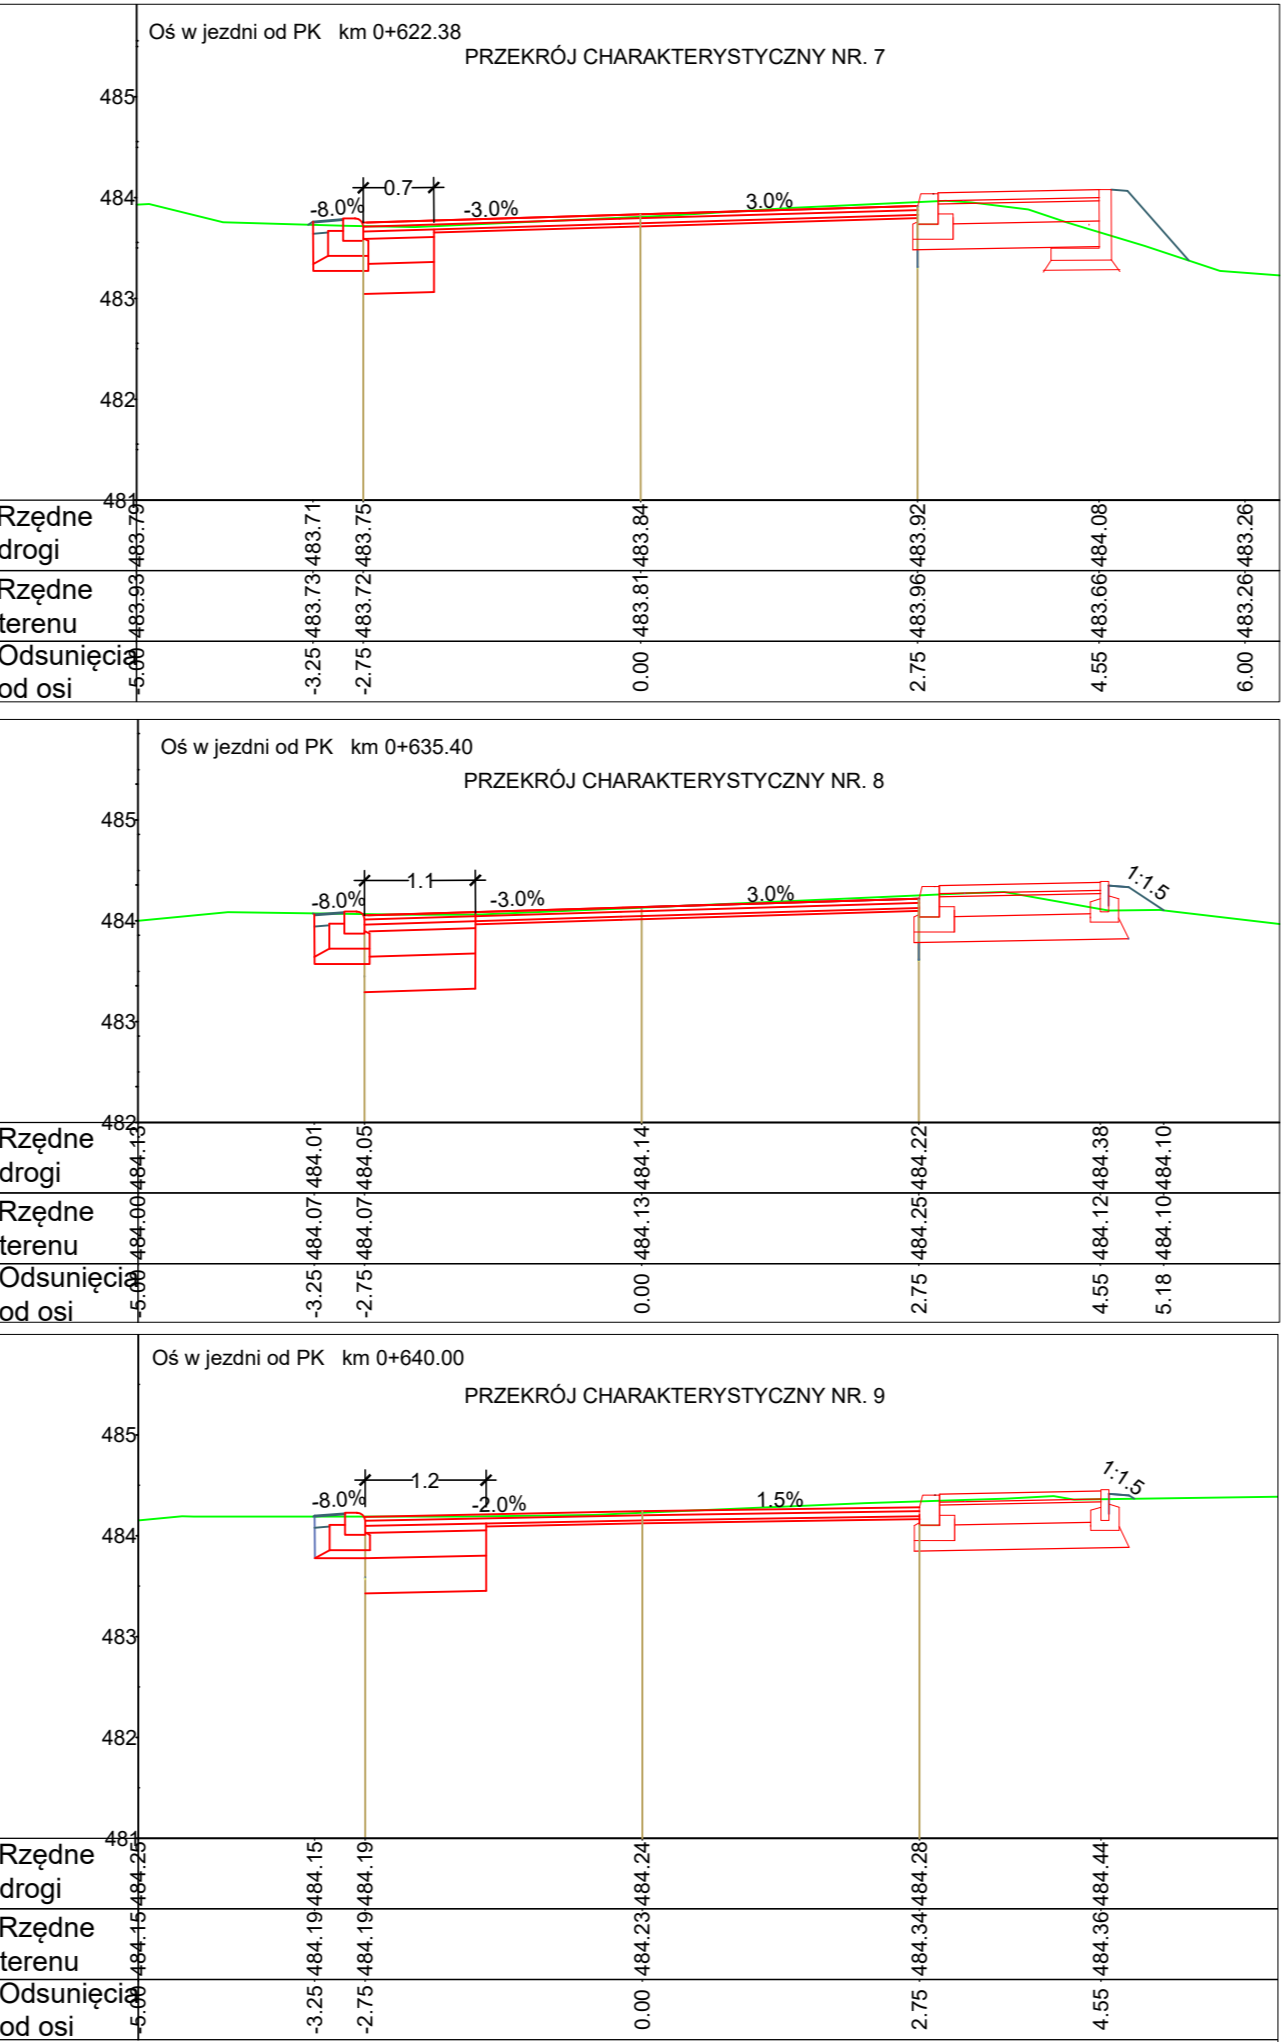 Oś w jezdni od PK km 0+622.38
PRZEKRÓJ CHARAKTERYSTYCZNY NR. 7
485
484
-8.0% 0.7 -3.0% 3.0%
483
482
481
Rzędne drogi
483.79 483.71 483.75 483.84 483.92 484.08 483.26
Rzędne terenu
483.93 483.73 483.72 483.81 483.96 483.66 483.26
Odsunięcia od osi
-5.00 -3.25 -2.75 0.00 2.75 4.55 6.00
Oś w jezdni od PK km 0+635.40
PRZEKRÓJ CHARAKTERYSTYCZNY NR. 8
485
484
-8.0% 1.1 -3.0% 3.0% 1:1.5
483
482
Rzędne drogi
484.13 484.01 484.05 484.14 484.22 484.38 484.10
Rzędne terenu
484.00 484.07 484.07 484.13 484.25 484.12 484.10
Odsunięcia od osi
-5.00 -3.25 -2.75 0.00 2.75 4.55 5.18
Oś w jezdni od PK km 0+640.00
PRZEKRÓJ CHARAKTERYSTYCZNY NR. 9
485
484
-8.0% 1.2 -2.0% 1.5% 1:1.5
483
482
481
Rzędne drogi
484.25 484.15 484.19 484.24 484.28 484.44
Rzędne terenu
484.15 484.19 484.19 484.23 484.34 484.36
Odsunięcia od osi
-5.00 -3.25 -2.75 0.00 2.75 4.55